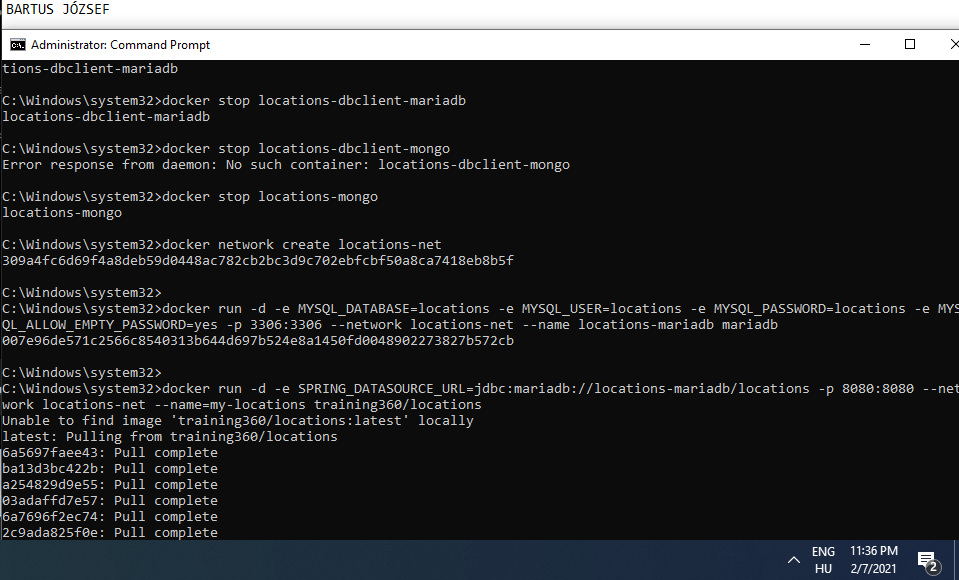 BARTUS JÓZSEF
Administrator: Command Prompt
tions-dbclient-mariadb
C:\Windows\system32>docker stop locations-dbclient-mariadb
locations-dbclient-mariadb
C:\Windows\system32>docker stop locations-dbclient-mongo
Error response from daemon: No such container: locations-dbclient-mongo
C:\Windows\system32>docker stop locations-mongo
locations-mongo
C:\Windows\system32>docker network create locations-net
309a4fc6d69f4a8deb59d0448ac782cb2bc3d9c702ebfcbf50a8ca7418eb8b5f
C:\Windows\system32>
C:\Windows\system32>docker run -d -e MYSQL_DATABASE=locations -e MYSQL_USER=locations -e MYSQL_PASSWORD=locations -e MYS
QL_ALLOW_EMPTY_PASSWORD=yes -p 3306:3306 --network locations-net --name locations-mariadb mariadb
007e96de571c2566c8540313b644d697b524e8a1450fd0048902273827b572cb
C:\Windows\system32>
C:\Windows\system32>docker run -d -e SPRING_DATASOURCE_URL=jdbc:mariadb://locations-mariadb/locations -p 8080:8080 --net
work locations-net --name=my-locations training360/locations
Unable to find image 'training360/locations:latest' locally
latest: Pulling from training360/locations
6a5697faee43: Pull complete
ba13d3bc422b: Pull complete
a254829d9e55: Pull complete
03adaffd7e57: Pull complete
6a7696f2ec74: Pull complete
2c9ada825f0e: Pull complete
ENG 11:36 PM
HU 2/7/2021
2